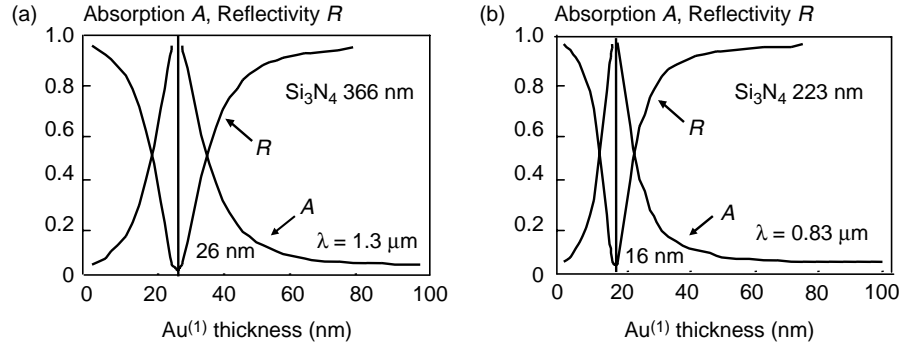 (a) Absorption A, Reflectivity R
1.0
0.8
0.6
0.4
0.2
0
Si3N4 366 nm
R
A
λ = 1.3 μm
26 nm
0 20 40 60 80 100
Au(1) thickness (nm)
(b) Absorption A, Reflectivity R
1.0
0.8
0.6
0.4
0.2
0
Si3N4 223 nm
R
A
λ = 0.83 μm
16 nm
0 20 40 60 80 100
Au(1) thickness (nm)